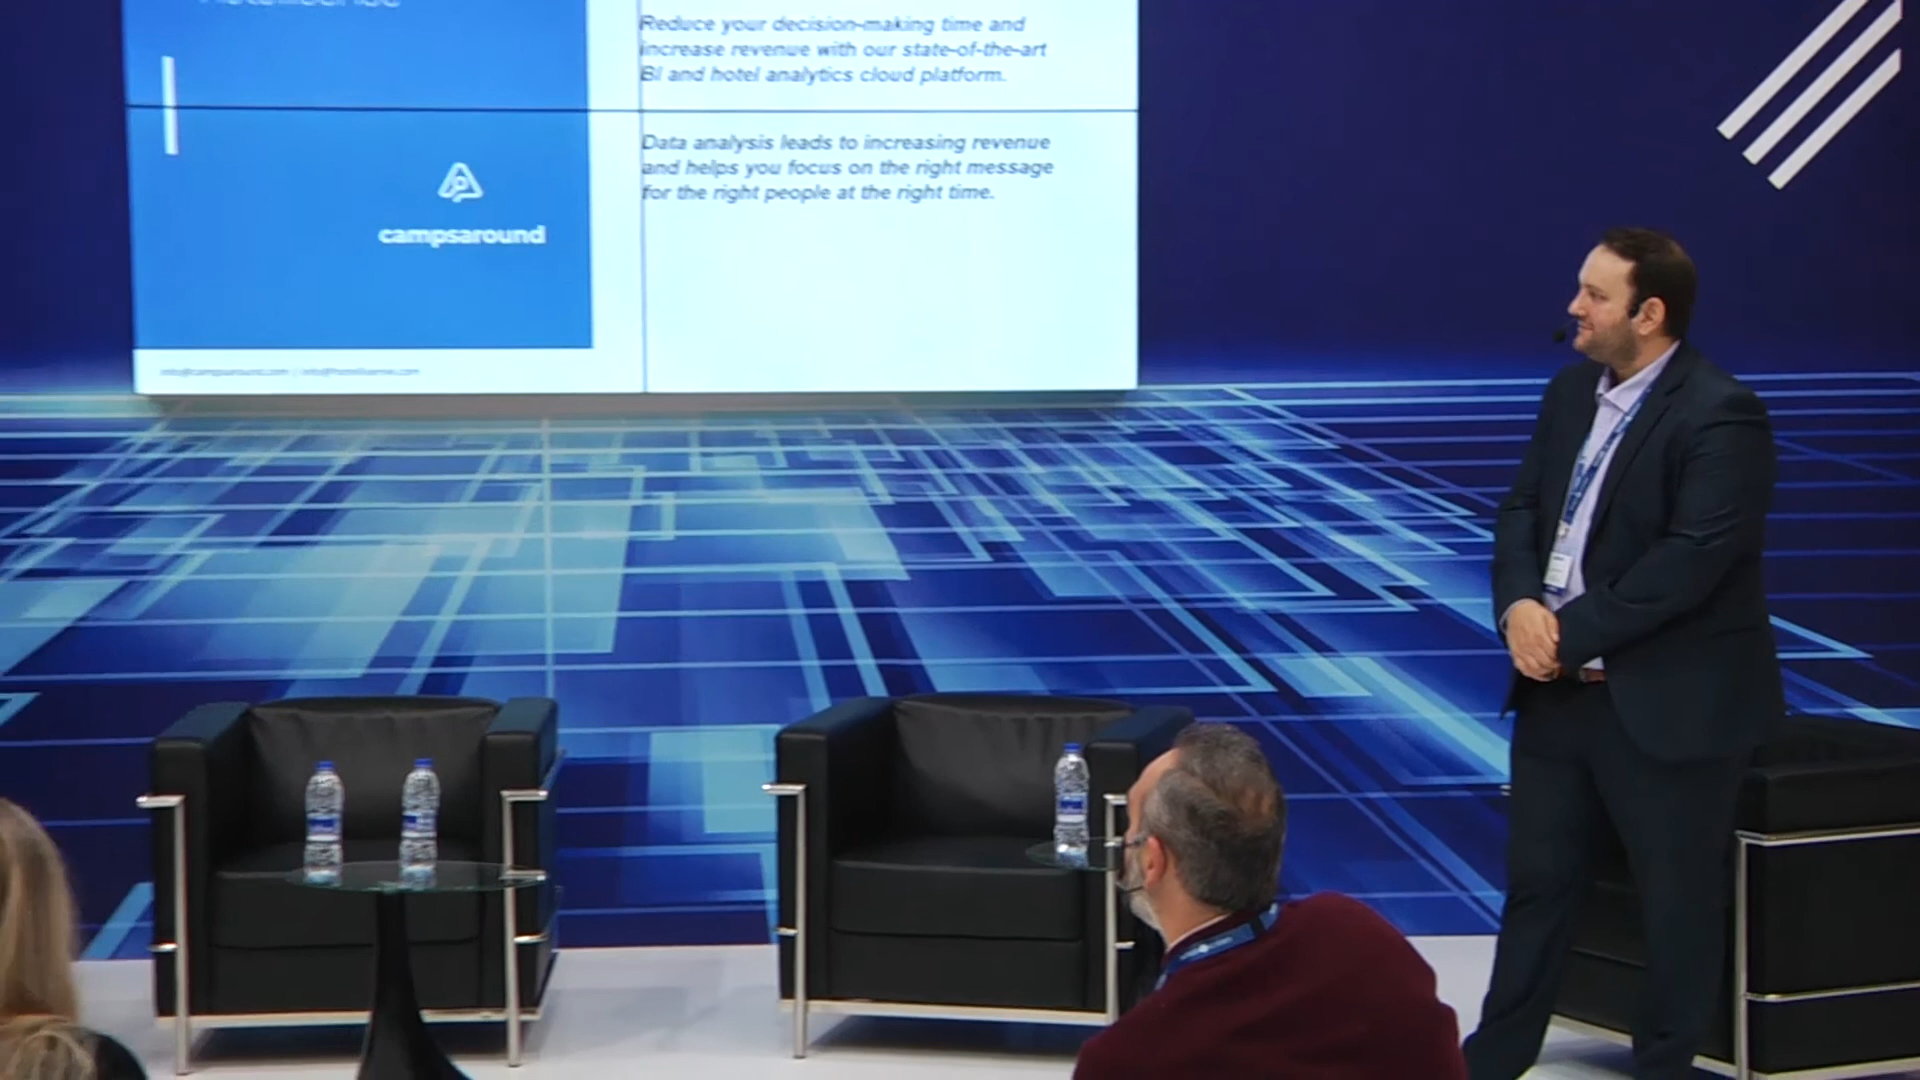 Reduce your decision-making time and
increase revenue with our state-of-the-art
BI and hotel analytics cloud platform.
Data analysis leads to increasing revenue
and helps you focus on the right message
for the right people at the right time.
campsaround